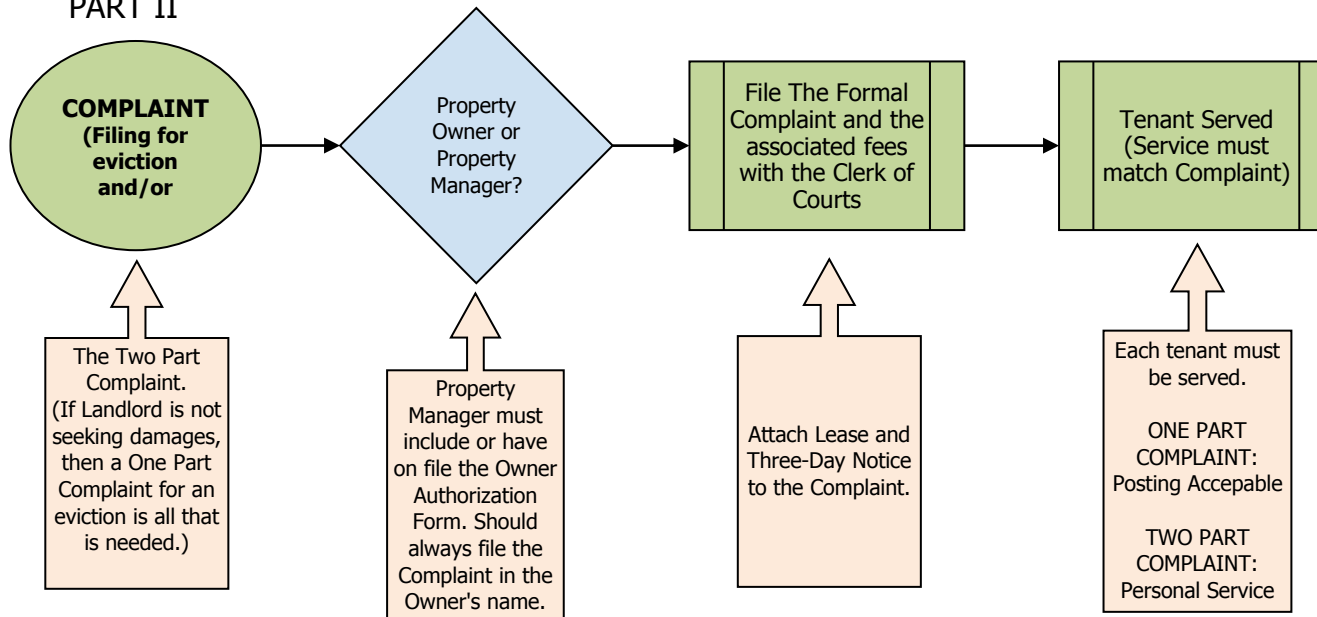 PART II
COMPLAINT
(Filing for
eviction
and/or
Property
Owner or
Property
Manager?
File The Formal
Complaint and the
associated fees
with the Clerk of
Courts
Tenant Served
(Service must
match Complaint)
The Two Part
Complaint.
(If Landlord is not
seeking damages,
then a One Part
Complaint for an
eviction is all that
is needed.)
Property
Manager must
include or have
on file the Owner
Authorization
Form. Should
always file the
Complaint in the
Owner's name.
Attach Lease and
Three-Day Notice
to the Complaint.
Each tenant must
be served.
ONE PART
COMPLAINT:
Posting Accepable
TWO PART
COMPLAINT:
Personal Service